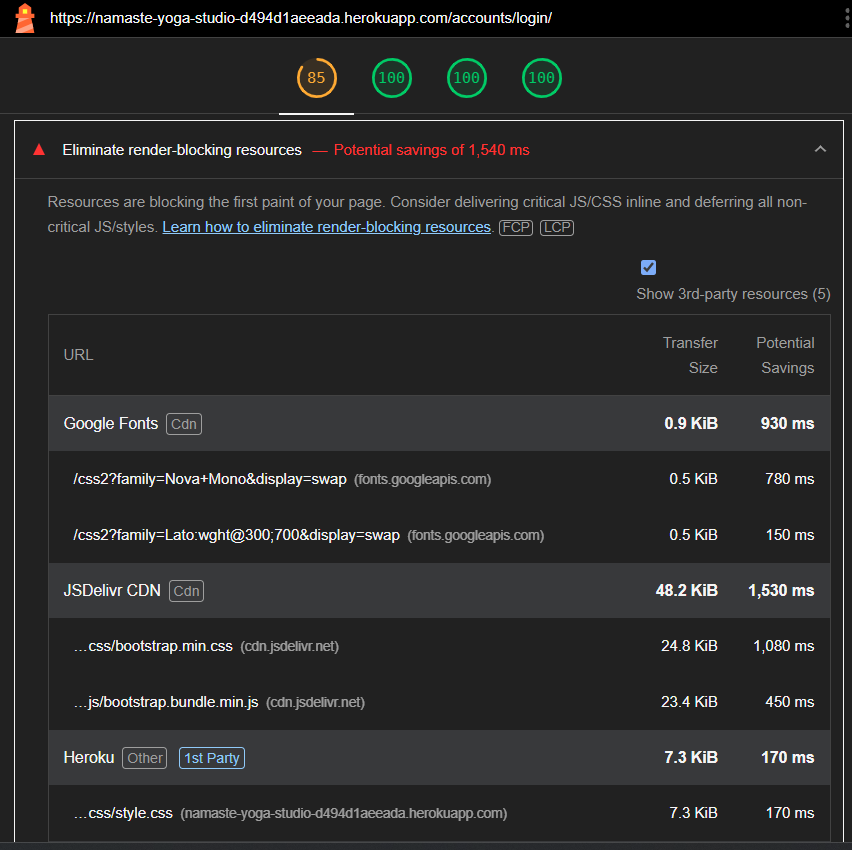 https://namaste-yoga-studio-d494d1aeeada.herokuapp.com/accounts/login/
85 100 100 100
Eliminate render-blocking resources — Potential savings of 1,540 ms
Resources are blocking the first paint of your page. Consider delivering critical JS/CSS inline and deferring all non-
critical JS/styles. Learn how to eliminate render-blocking resources. FCP LCP
Show 3rd-party resources (5)
URL Transfer Size Potential Savings
Google Fonts Cdn 0.9 KiB 930 ms
/css2?family=Nova+Mono&display=swap (fonts.googleapis.com) 0.5 KiB 780 ms
/css2?family=Lato:wght@300;700&display=swap (fonts.googleapis.com) 0.5 KiB 150 ms
JSDelivr CDN Cdn 48.2 KiB 1,530 ms
…css/bootstrap.min.css (cdn.jsdelivr.net) 24.8 KiB 1,080 ms
…js/bootstrap.bundle.min.js (cdn.jsdelivr.net) 23.4 KiB 450 ms
Heroku Other 1st Party 7.3 KiB 170 ms
…css/style.css (namaste-yoga-studio-d494d1aeeada.herokuapp.com) 7.3 KiB 170 ms